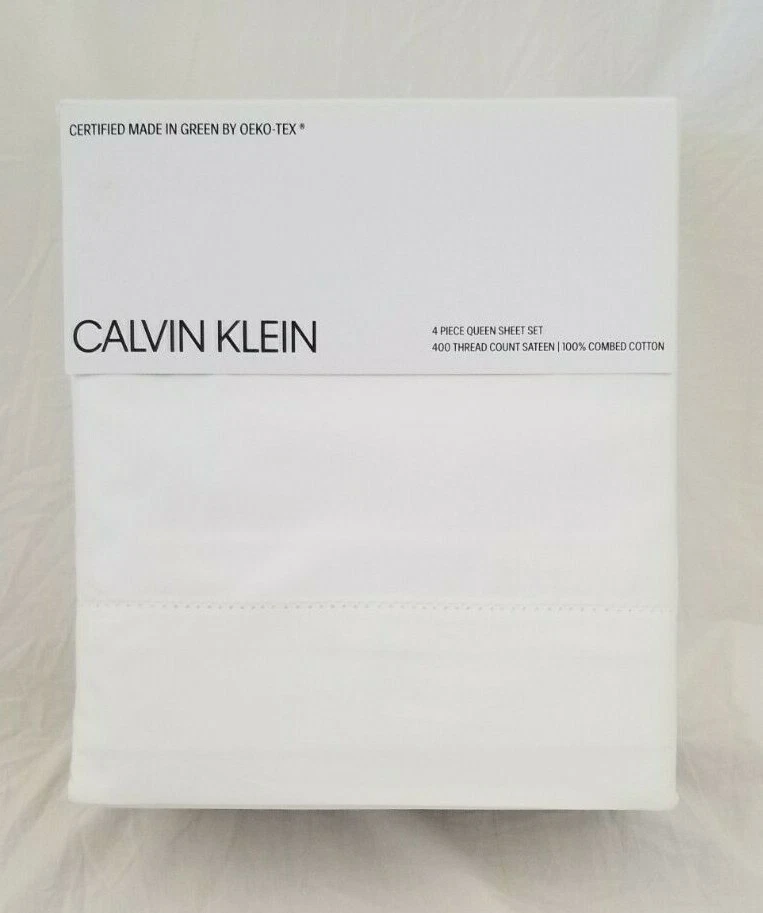 CERTIFIED MADE IN GREEN BY OEKO-TEX®
CALVIN KLEIN
4 PIECE QUEEN SHEET SET
400 THREAD COUNT SATEEN | 100% COMBED COTTON